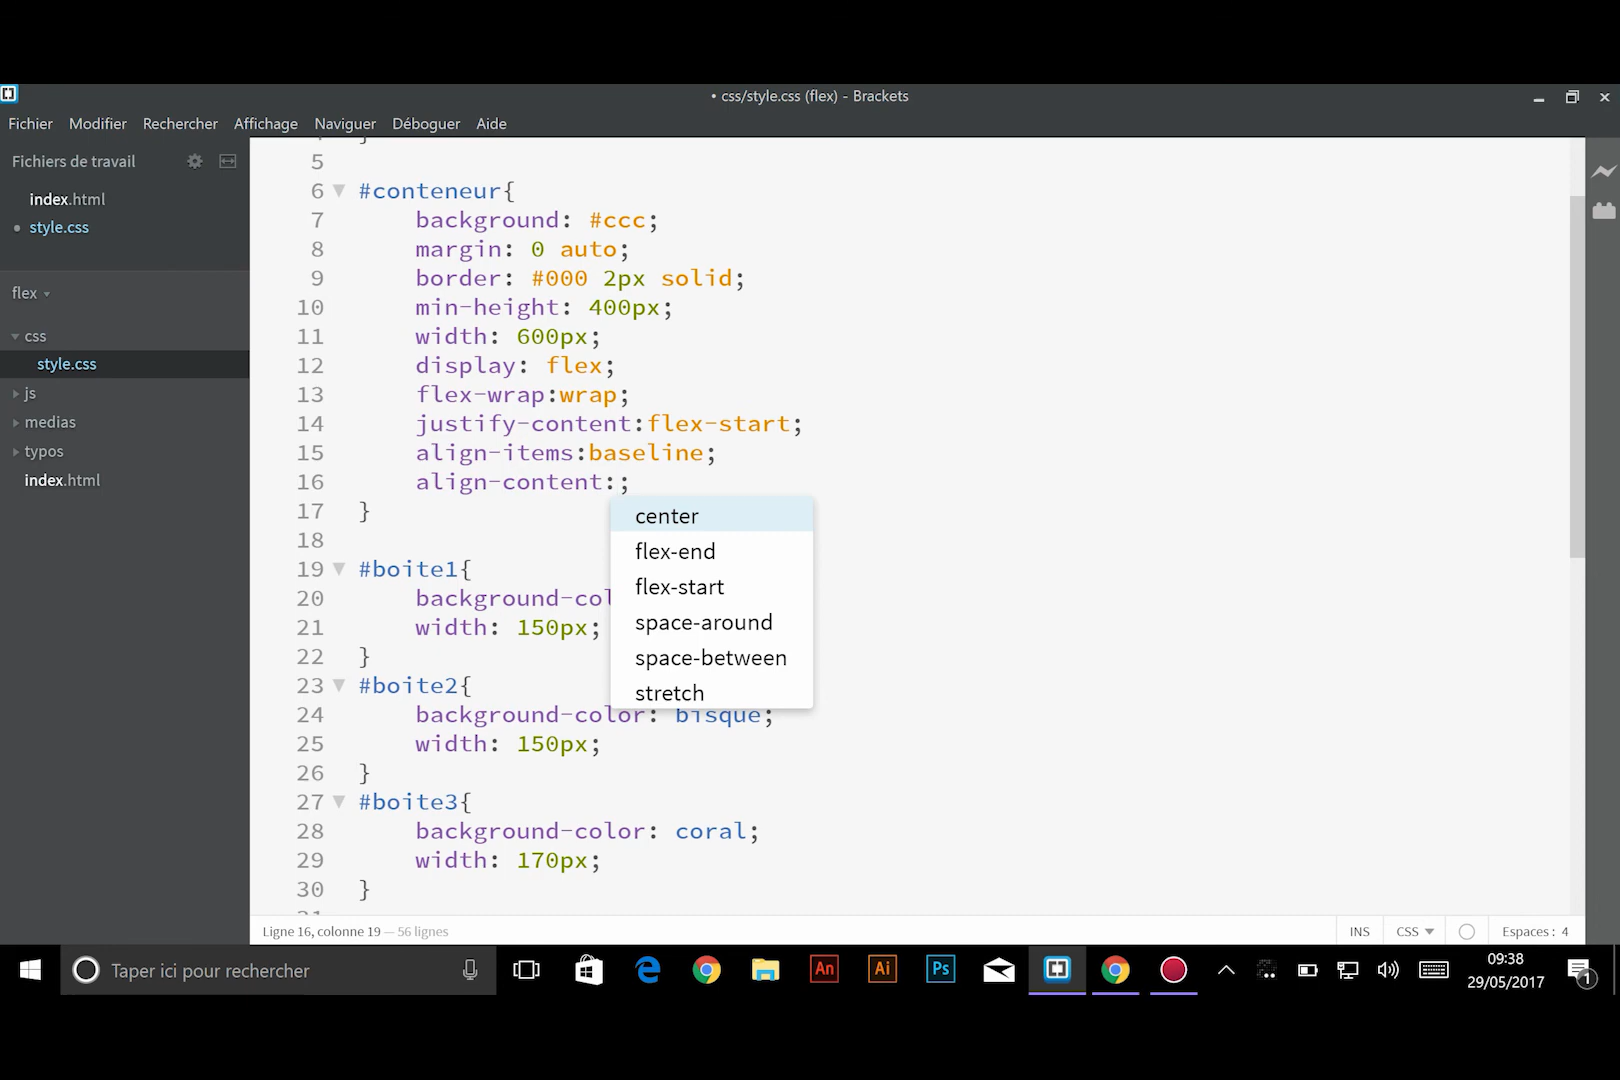 • css/style.css (flex) - Brackets
Fichier Modifier Rechercher Affichage Naviguer Déboguer Aide
Fichiers de travail
index.html
• style.css
flex
css
style.css
js
medias
typos
index.html
5
6 #conteneur{
7 background: #ccc;
8 margin: 0 auto;
9 border: #000 2px solid;
10 min-height: 400px;
11 width: 600px;
12 display: flex;
13 flex-wrap:wrap;
14 justify-content:flex-start;
15 align-items:baseline;
16 align-content:;
17 }
18
19 #boite1{
20 background-col
21 width: 150px;
22 }
23 #boite2{
24 background-color: bisque;
25 width: 150px;
26 }
27 #boite3{
28 background-color: coral;
29 width: 170px;
30 }
center
flex-end
flex-start
space-around
space-between
stretch
Ligne 16, colonne 19 — 56 lignes
INS CSS Espaces : 4
Taper ici pour rechercher
An
Ai
Ps
09:38
29/05/2017
1